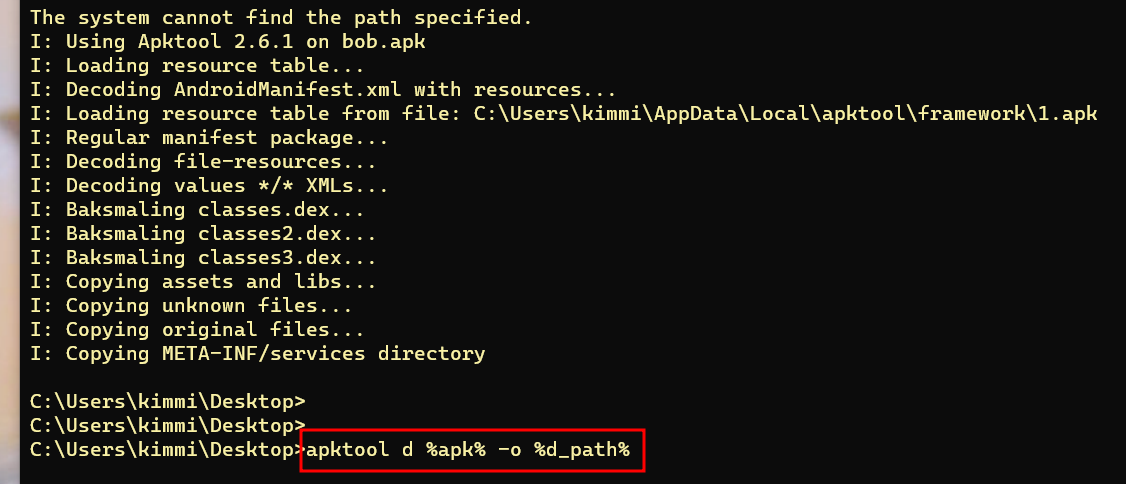 The system cannot find the path specified.
I: Using Apktool 2.6.1 on bob.apk
I: Loading resource table...
I: Decoding AndroidManifest.xml with resources...
I: Loading resource table from file: C:\Users\kimmi\AppData\Local\apktool\framework\1.apk
I: Regular manifest package...
I: Decoding file-resources...
I: Decoding values */* XMLs...
I: Baksmaling classes.dex...
I: Baksmaling classes2.dex...
I: Baksmaling classes3.dex...
I: Copying assets and libs...
I: Copying unknown files...
I: Copying original files...
I: Copying META-INF/services directory
C:\Users\kimmi\Desktop>
C:\Users\kimmi\Desktop>
C:\Users\kimmi\Desktop>apktool d %apk% -o %d_path%